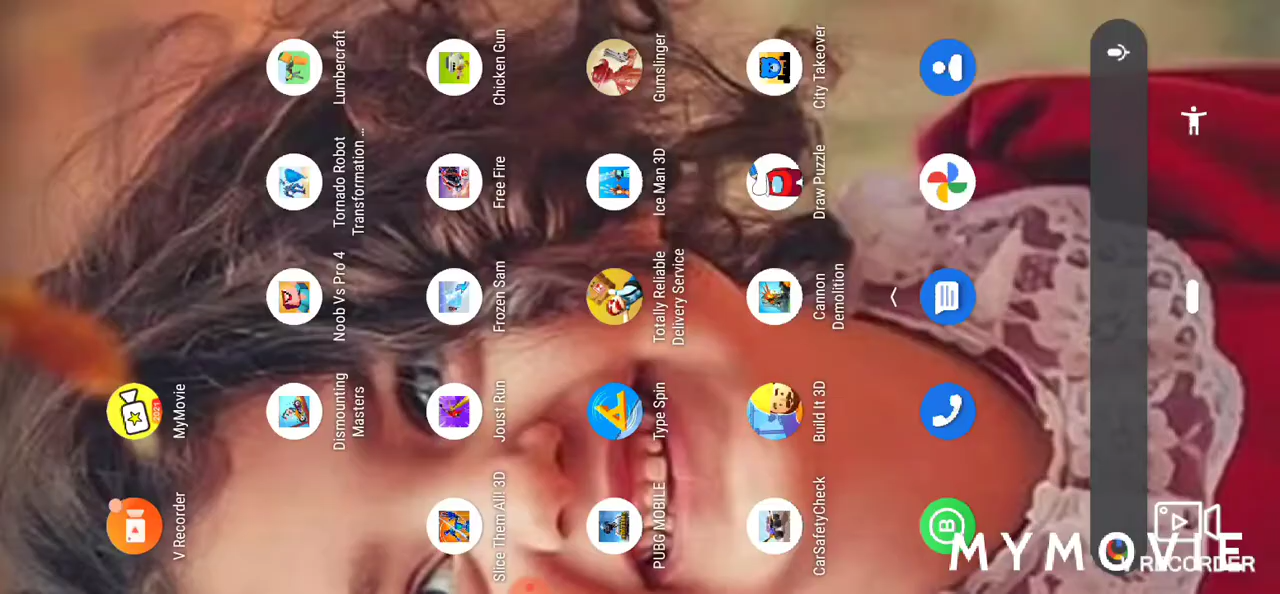 V Recorder
MyMovie
Dismounting
Masters
Noob Vs Pro 4
Tornado Robot
Transformation ...
Lumbercraft
Slice Them All! 3D
Joust Run
Frozen Sam
Free Fire
Chicken Gun
PUBG MOBILE
Type Spin
Totally Reliable
Delivery Service
Ice Man 3D
Gumslinger
CarSafetyCheck
Build It 3D
Cannon
Demolition
Draw Puzzle
City Takeover
B
MYMOVIE
V RECORDER